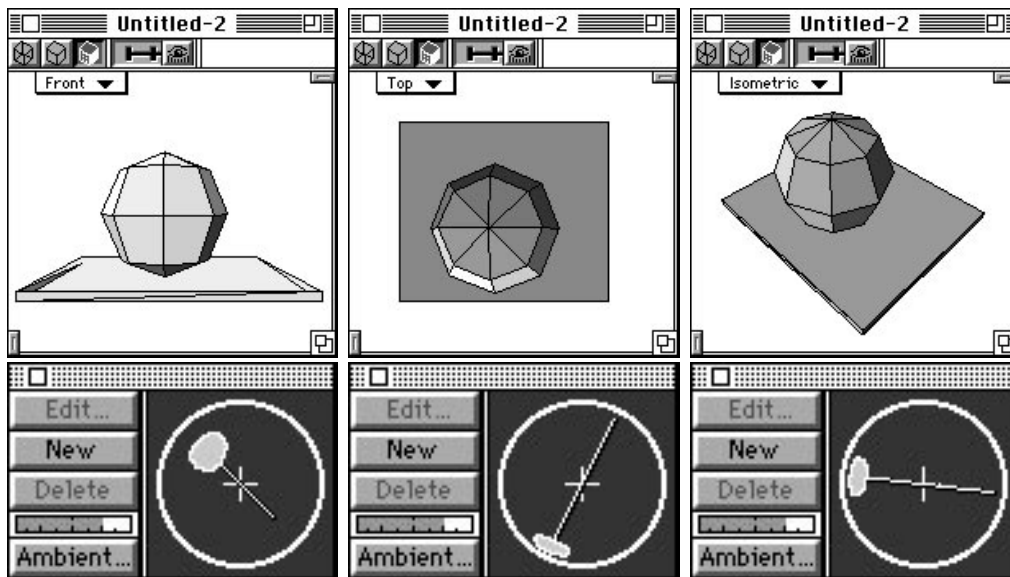 Untitled-2
Front
Untitled-2
Top
Untitled-2
Isometric
Edit...
New
Delete
Ambient...
Edit...
New
Delete
Ambient...
Edit...
New
Delete
Ambient...